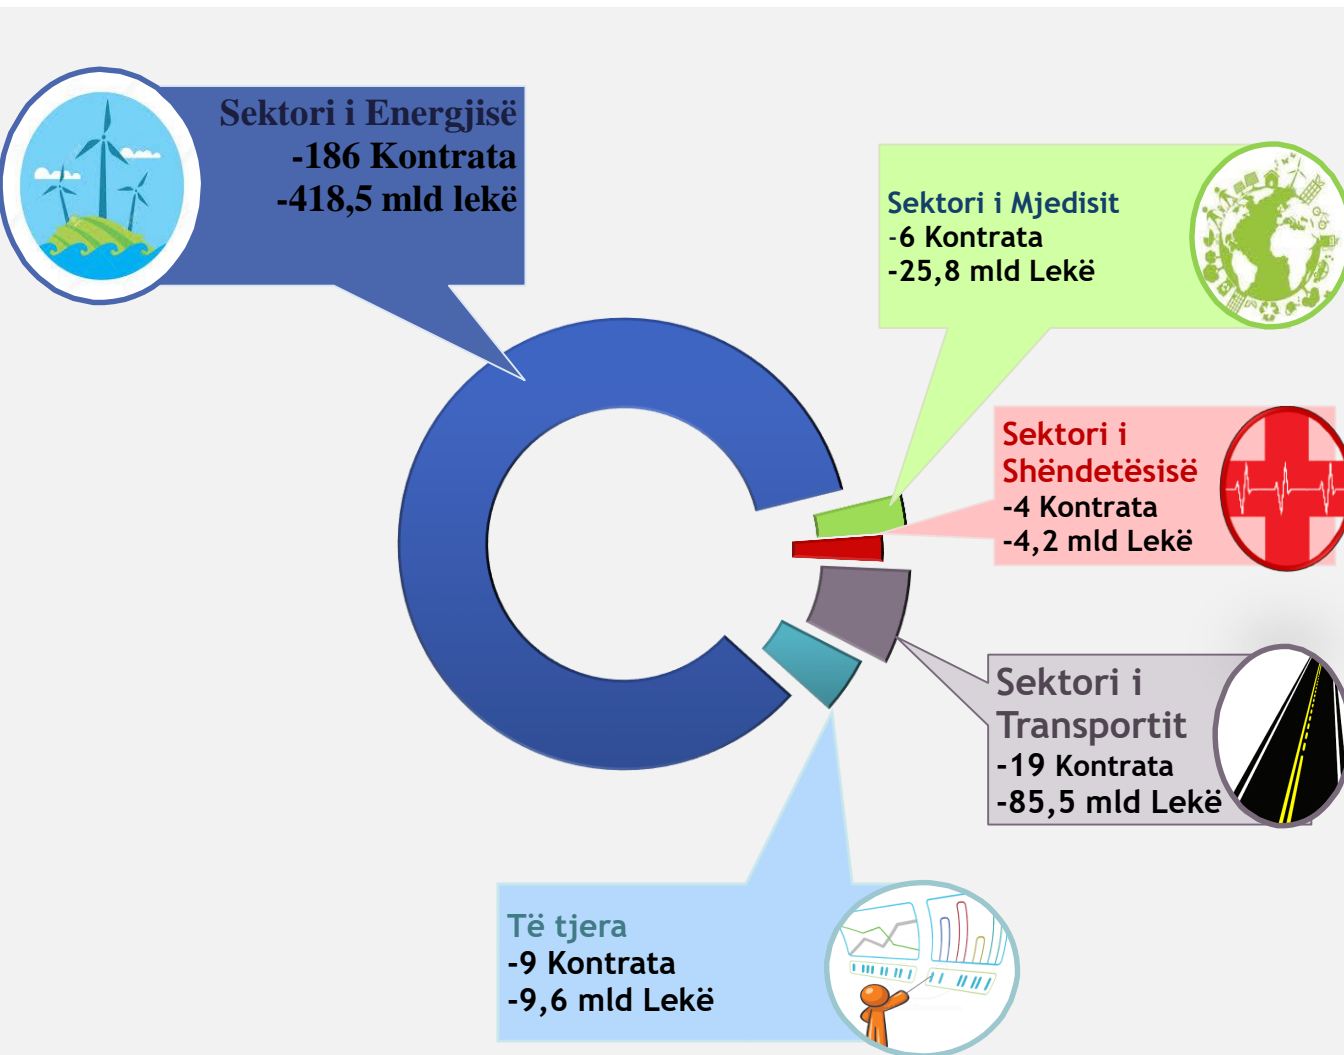 Sektori i Energjisë
-186 Kontrata
-418,5 mld lekë
Sektori i Mjedisit
-6 Kontrata
-25,8 mld Lekë
Sektori i
Shëndetësisë
-4 Kontrata
-4,2 mld Lekë
Sektori i
Transportit
-19 Kontrata
-85,5 mld Lekë
Të tjera
-9 Kontrata
-9,6 mld Lekë